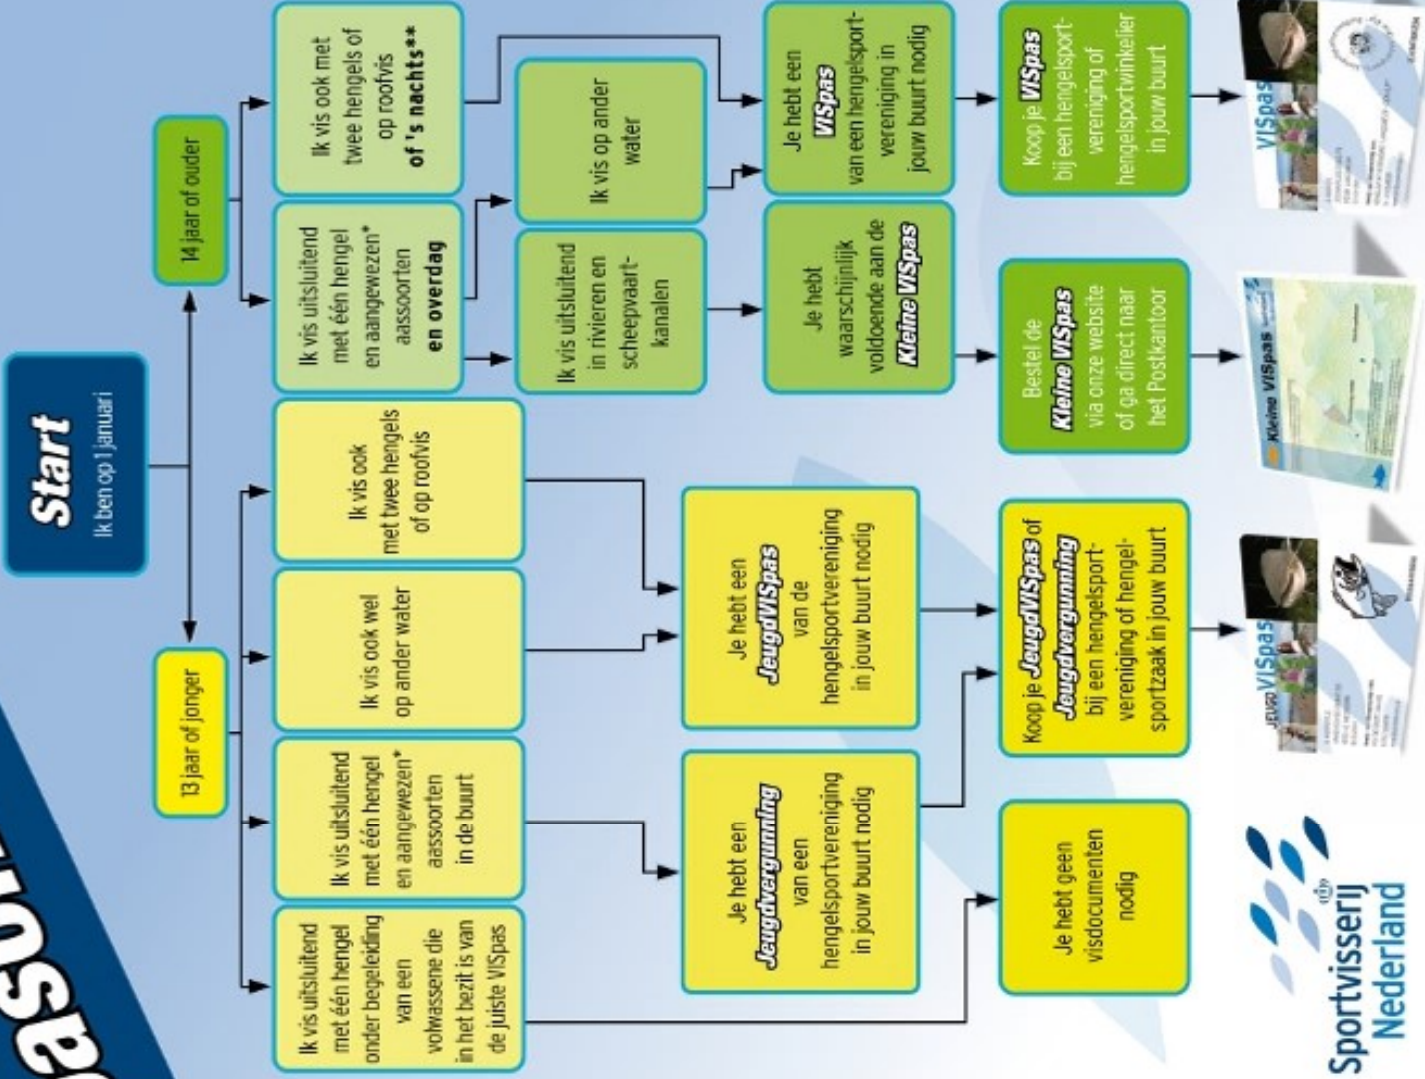 Start
Ik ben op 1 januari
13 jaar of jonger
14 jaar of ouder
Ik vis uitsluitend
met één hengel
onder begeleiding
van een
volwassene die
in het bezit is van
de juiste VISpas
Ik vis uitsluitend
met één hengel
en aangewezen*
aassoorten
in de buurt
Ik vis ook wel
op ander water
Ik vis ook
met twee hengels
of op roofvis
Ik vis uitsluitend
met één hengel
en aangewezen*
aassoorten
en overdag
Ik vis ook met
twee hengels of
op roofvis
of 's nachts**
Ik vis uitsluitend
in rivieren en
scheepvaart-
kanalen
Ik vis op ander
water
Je hebt een
Jeugdvergunning
van een
hengelsportvereniging
in jouw buurt nodig
Je hebt een
JeugdVISpas
van de
hengelsportvereniging
in jouw buurt nodig
Je hebt
waarschijnlijk
voldoende aan de
Kleine VISpas
Je hebt een
VISpas
van een hengelsport-
vereniging in
jouw buurt nodig
Je hebt geen
visdocumenten
nodig
Koop je JeugdVISpas of
Jeugdvergunning
bij een hengelsport-
vereniging of hengel-
sportzaak in jouw buurt
Bestel de
Kleine VISpas
via onze website
of ga direct naar
het Postkantoor
Koop je VISpas
bij een hengelsport-
vereniging of
hengelsportwinkelier
in jouw buurt
Sportvisserij
Nederland
JEUGD VISpas
Kleine VISpas
VISpas